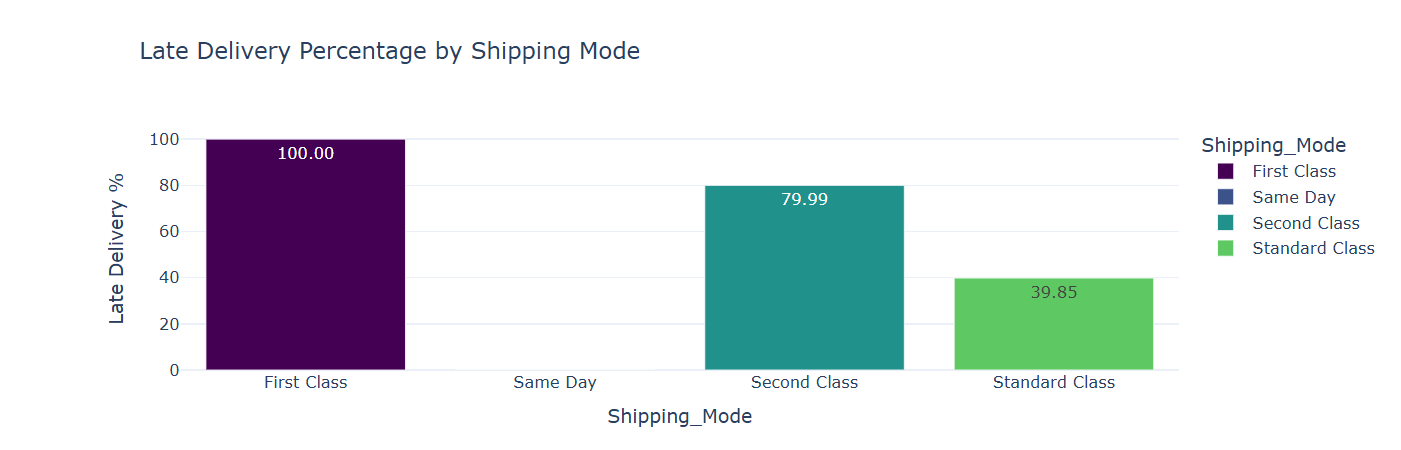 Late Delivery Percentage by Shipping Mode
Late Delivery %
100
80
60
40
20
0
100.00
79.99
39.85
First Class
Same Day
Second Class
Standard Class
Shipping_Mode
Shipping_Mode
First Class
Same Day
Second Class
Standard Class